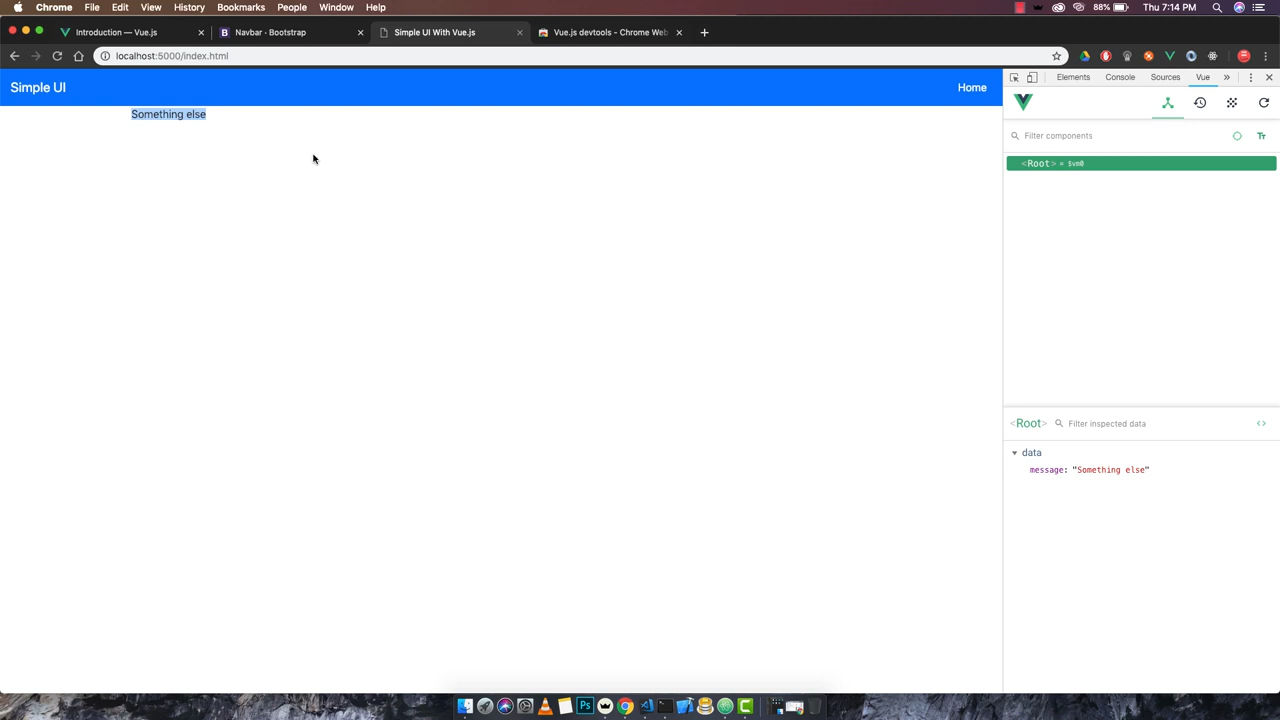 Chrome File Edit View History Bookmarks People Window Help 88% Thu 7:14 PM
Introduction — Vue.js Navbar · Bootstrap Simple UI With Vue.js Vue.js devtools - Chrome Web
localhost:5000/index.html
Simple UI Home
Something else
Elements Console Sources Vue »
Filter components
<Root> = $vm0
<Root> Filter inspected data
data
message: "Something else"